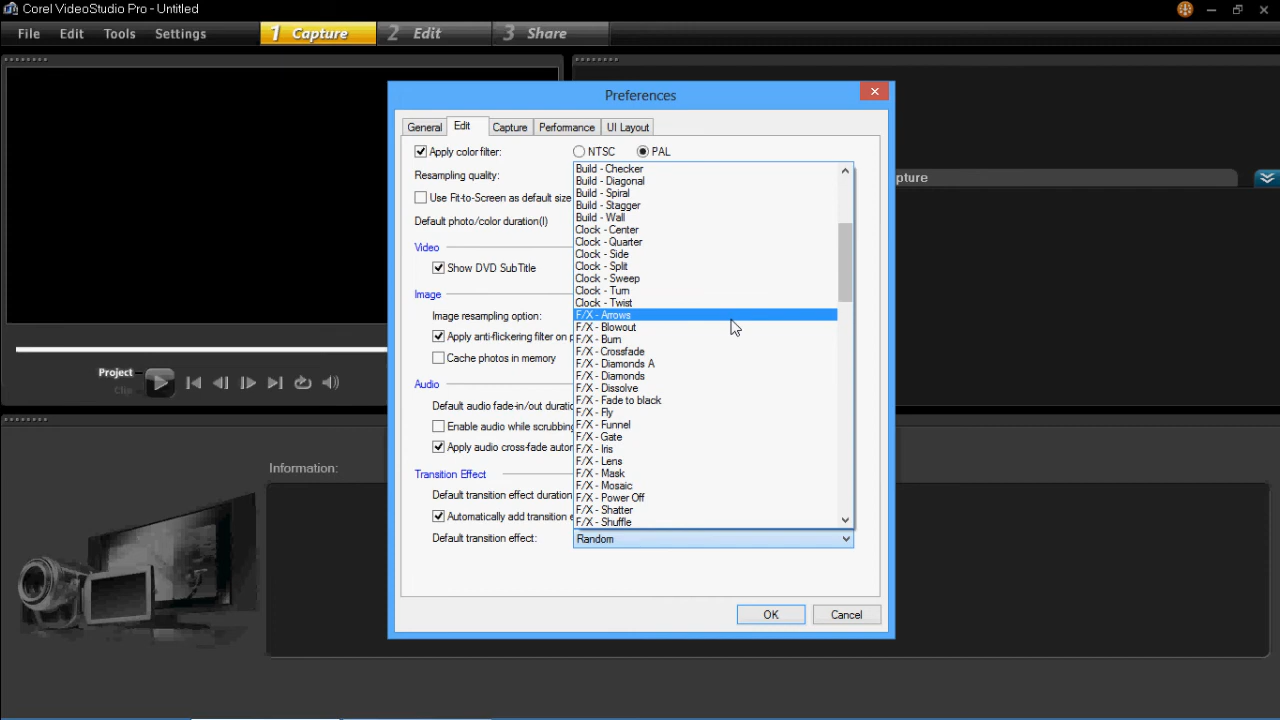 Corel VideoStudio Pro - Untitled
File Edit Tools Settings 1 Capture 2 Edit 3 Share
Preferences
General Edit Capture Performance UI Layout
Apply color filter: NTSC PAL
Resampling quality:
Use Fit-to-Screen as default size
Default photo/color duration(I)
Video
Show DVD SubTitle
Image
Image resampling option:
Apply anti-flickering filter on p
Cache photos in memory
Audio
Default audio fade-in/out duratio
Enable audio while scrubbing
Apply audio cross-fade autor
Transition Effect
Default transition effect duration
Automatically add transition e
Default transition effect: Random
Build - Checker
Build - Diagonal
Build - Spiral
Build - Stagger
Build - Wall
Clock - Center
Clock - Quarter
Clock - Side
Clock - Split
Clock - Sweep
Clock - Turn
Clock - Twist
F/X - Arrows
F/X - Blowout
F/X - Burn
F/X - Crossfade
F/X - Diamonds A
F/X - Diamonds
F/X - Dissolve
F/X - Fade to black
F/X - Fly
F/X - Funnel
F/X - Gate
F/X - Iris
F/X - Lens
F/X - Mask
F/X - Mosaic
F/X - Power Off
F/X - Shatter
F/X - Shuffle
OK Cancel
pture
Project
Clip
Information: